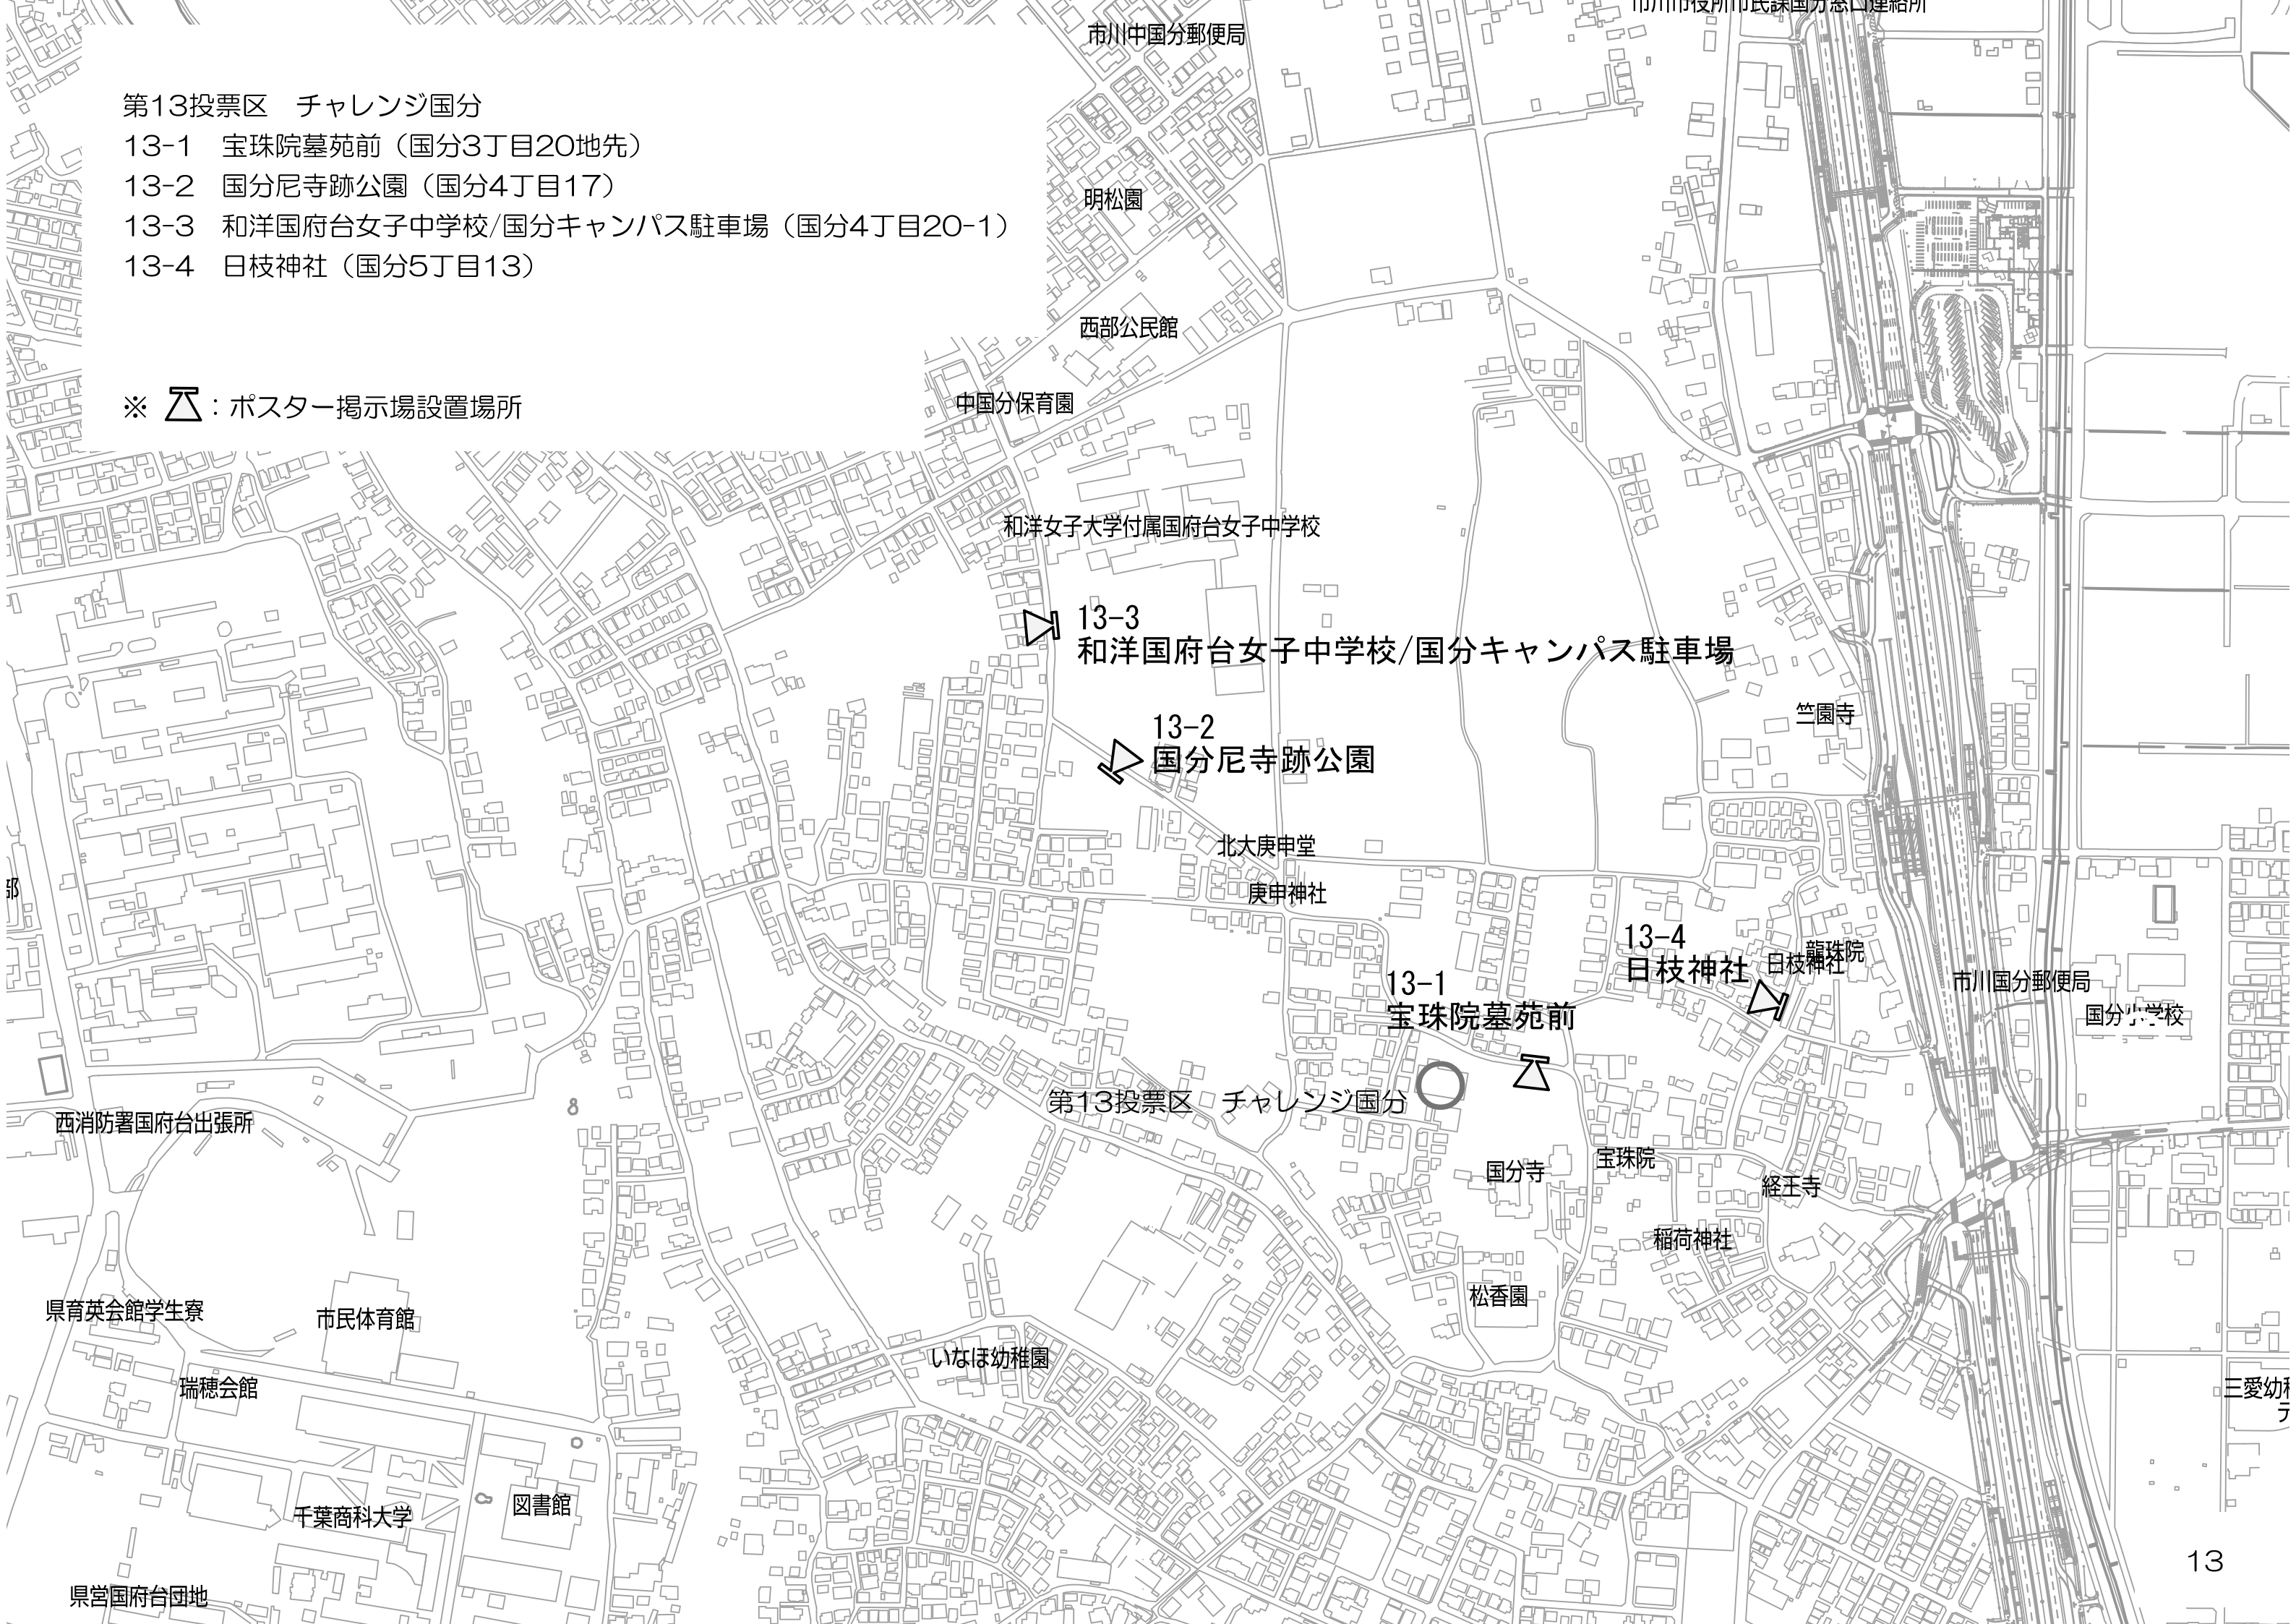 市川中国分郵便局
第13投票区　チャレンジ国分
13-1　宝珠院墓苑前（国分3丁目20地先）
13-2　国分尼寺跡公園（国分4丁目17）
13-3　和洋国府台女子中学校/国分キャンパス駐車場（国分4丁目20-1）
13-4　日枝神社（国分5丁目13）
※　：ポスター掲示場設置場所
明松園
西部公民館
中国分保育園
和洋女子大学付属国府台女子中学校
13-3
和洋国府台女子中学校/国分キャンパス駐車場
竺園寺
13-2
国分尼寺跡公園
北大庚申堂
庚申神社
部
13-4
日枝神社
日枝神社
龍珠院
市川国分郵便局
国分小学校
13-1
宝珠院墓苑前
第13投票区　チャレンジ国分
西消防署国府台出張所
国分寺
宝珠院
経王寺
稲荷神社
松香園
県育英会館学生寮
市民体育館
いなほ幼稚園
瑞穂会館
三愛幼
千葉商科大学
図書館
県営国府台団地
13